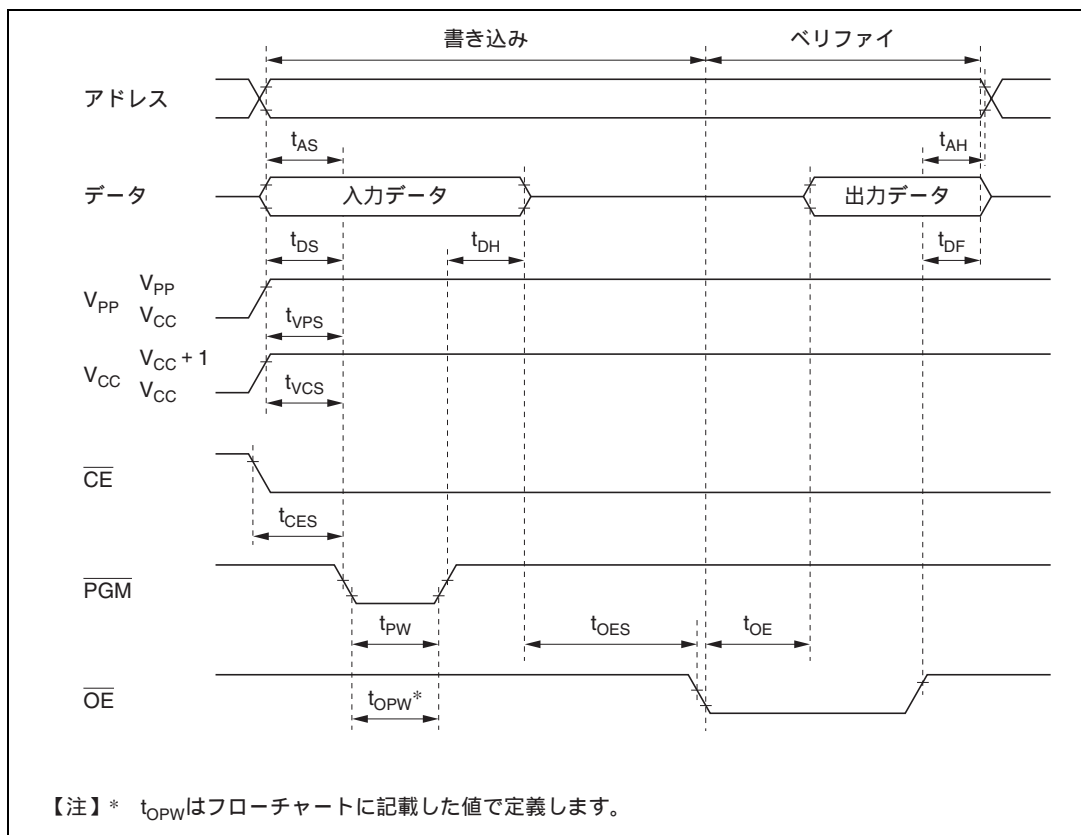 書き込み ベリファイ
アドレス
tAS tAH
データ 入力データ 出力データ
tDS tDH tDF
VPP VPP
VCC
tVPS
VCC VCC + 1
VCC
tVCS
CE
tCES
PGM
tPW tOES tOE
OE
tOPW*
【注】* tOPWはフローチャートに記載した値で定義します。